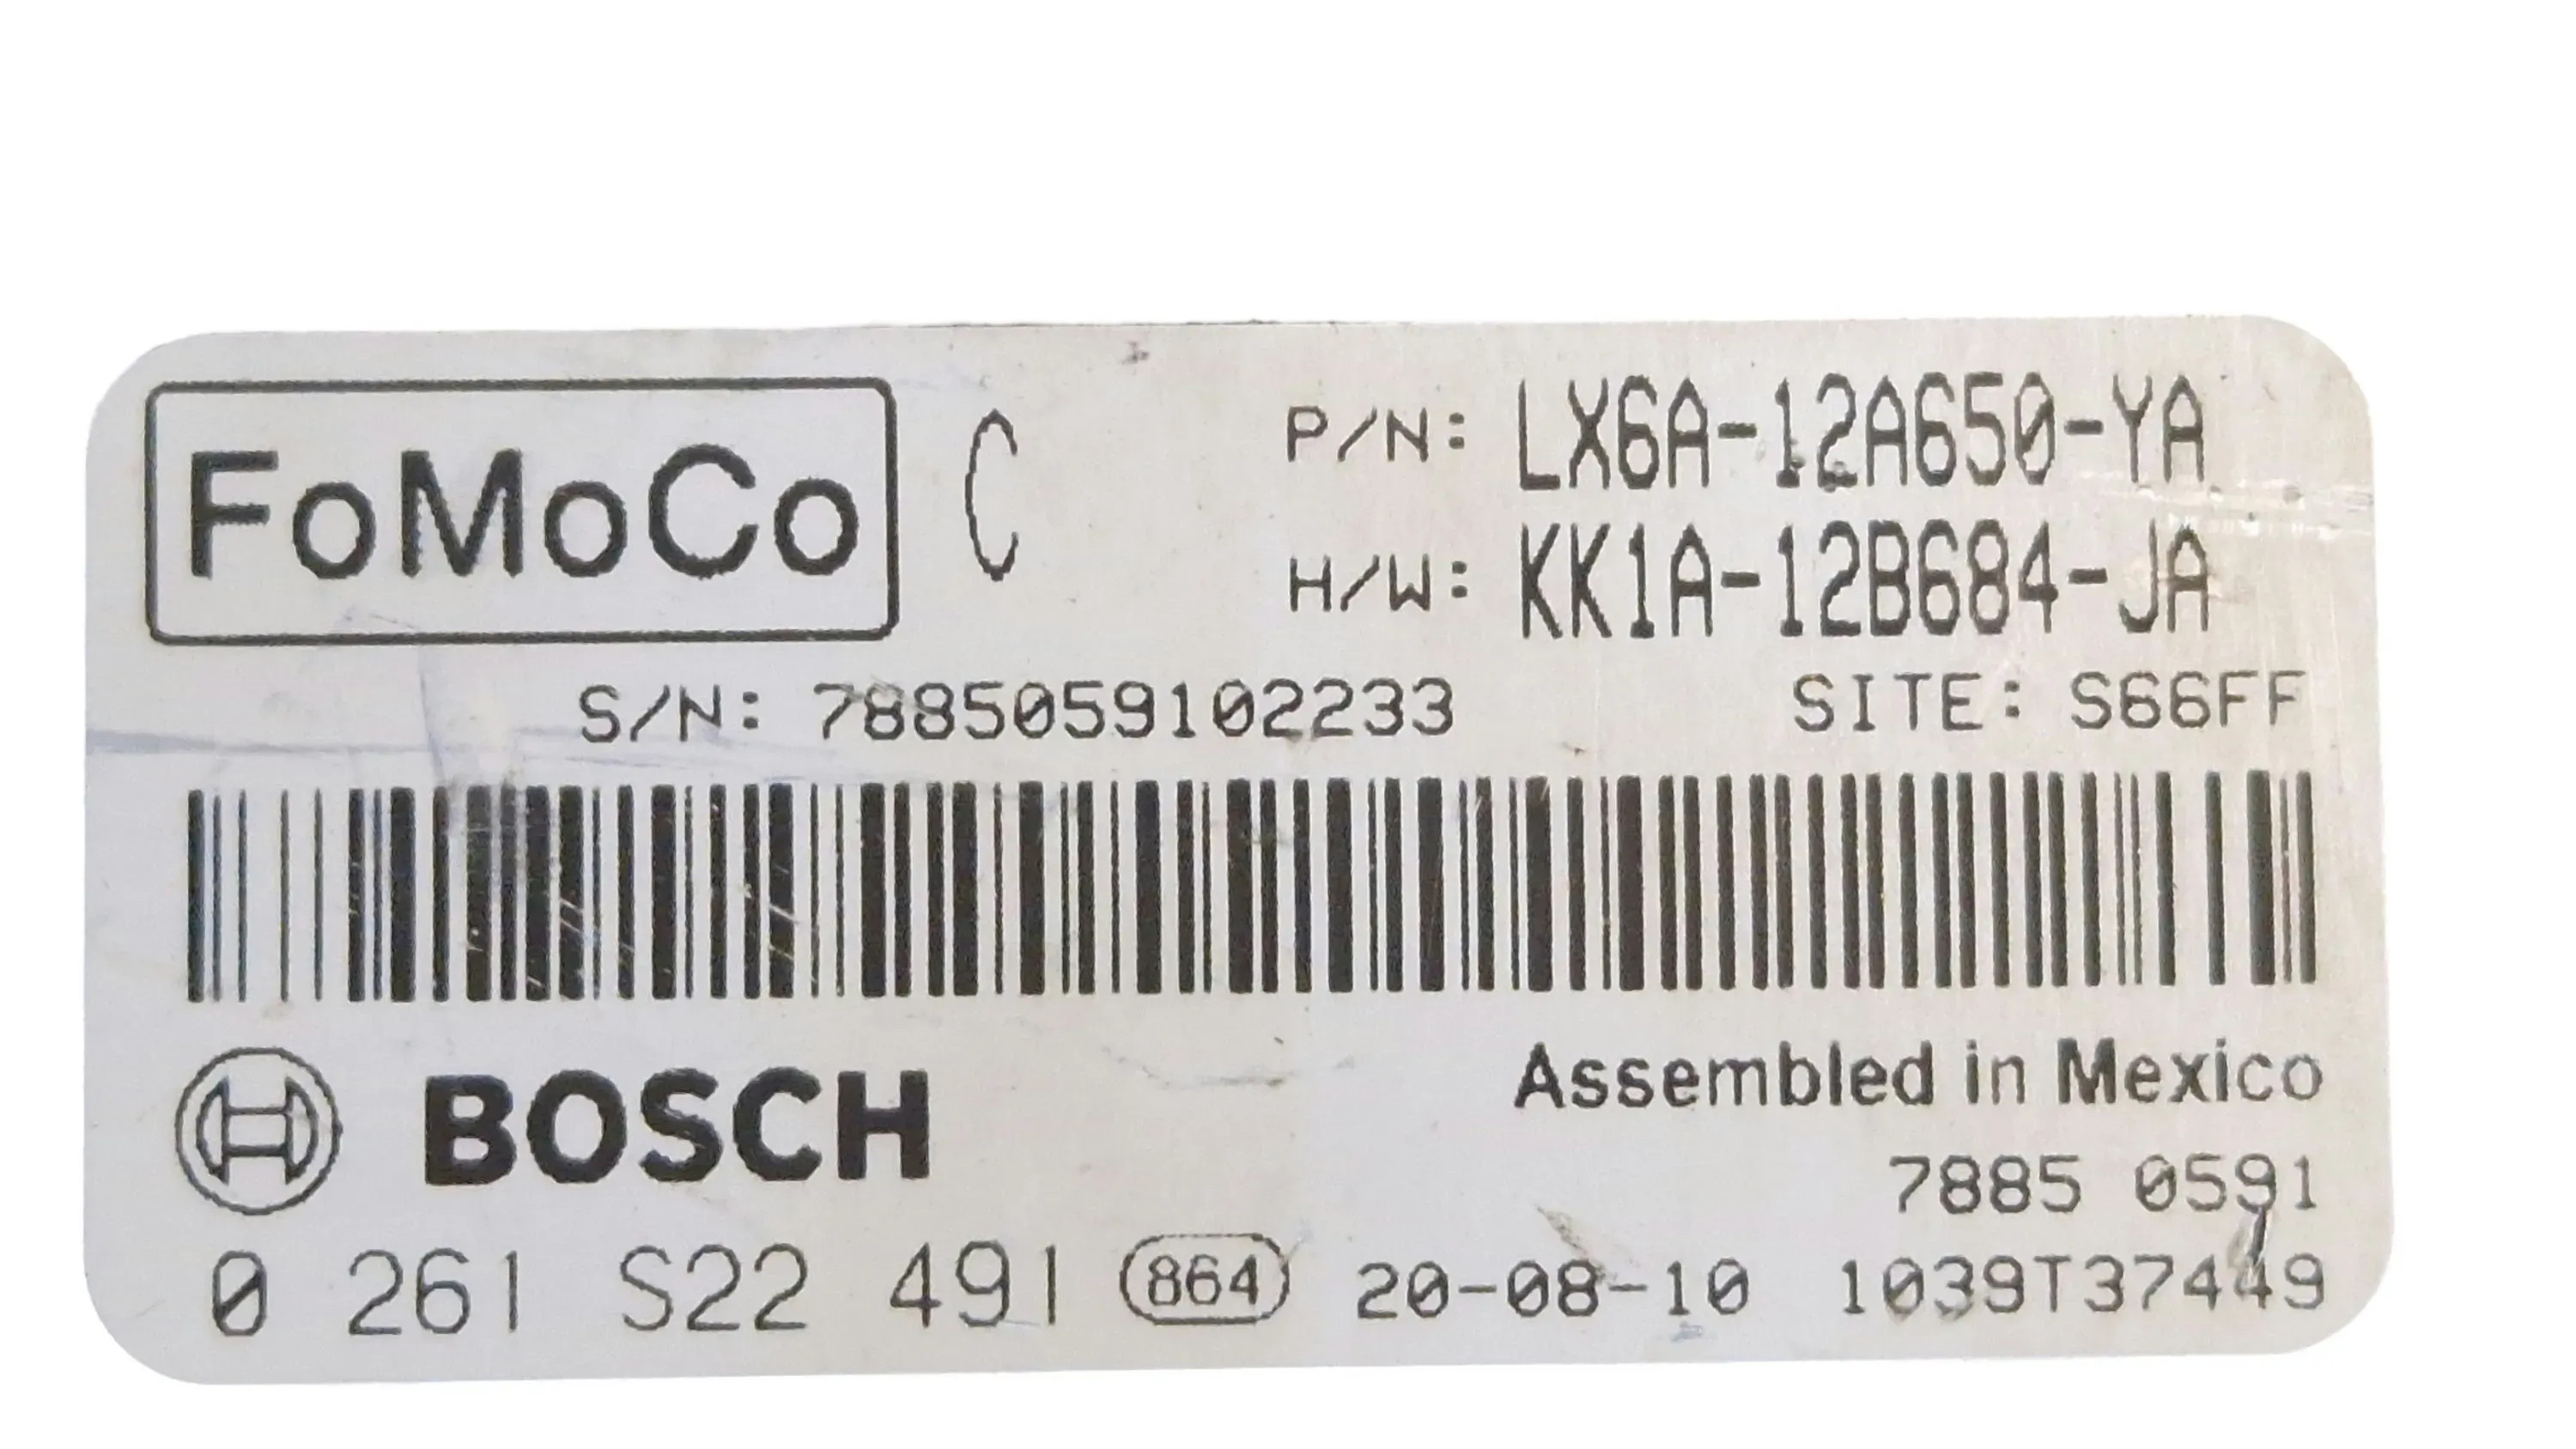 FoMoCo C P/N: LX6A-12A650-YA
H/W: KK1A-12B684-JA
S/N: 7885059102233 SITE: S66FF
BOSCH Assembled in Mexico
7885 0591
0 261 S22 491 864 20-08-10 1039T37449